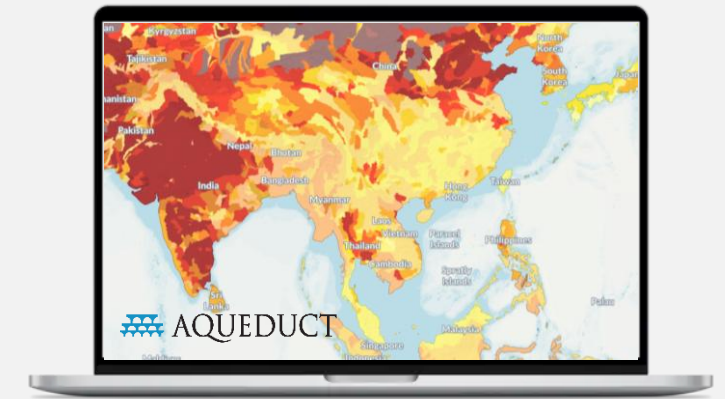 Kyrgyzstan
North
Korea
Tajikistan
China
South
Korea
Japan
Pakistan
Nepal
Bhutan
India
Bangladesh
Myanmar
Hong
Kong
Taiwan
Laos
Vietnam
Paracel
Islands
Philippines
Thailand
Cambodia
Spratly
Islands
Sri
Lanka
Palau
AQUEDUCT
Malaysia
Singapore